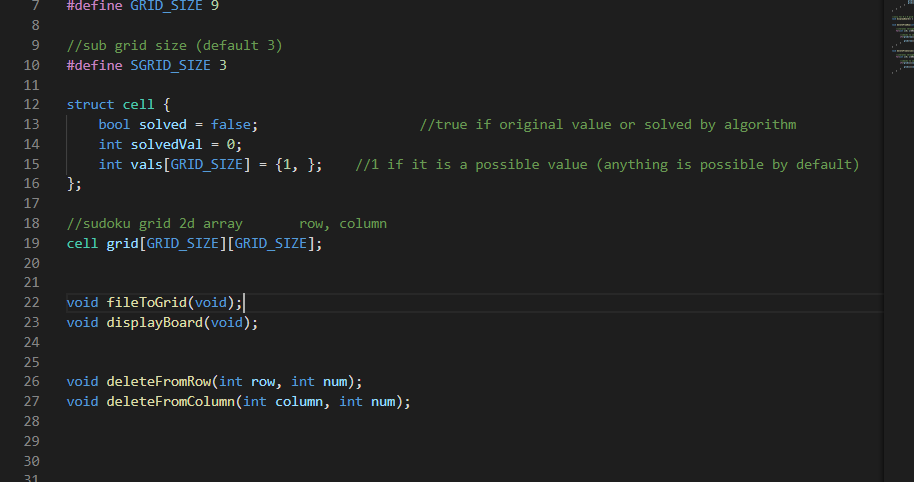 7 #define GRID_SIZE 9
8
9 //sub grid size (default 3)
10 #define SGRID_SIZE 3
11
12 struct cell {
13 bool solved = false; //true if original value or solved by algorithm
14 int solvedVal = 0;
15 int vals[GRID_SIZE] = {1, }; //1 if it is a possible value (anything is possible by default)
16 };
17
18 //sudoku grid 2d array row, column
19 cell grid[GRID_SIZE][GRID_SIZE];
20
21
22 void fileToGrid(void);
23 void displayBoard(void);
24
25
26 void deleteFromRow(int row, int num);
27 void deleteFromColumn(int column, int num);
28
29
30
31